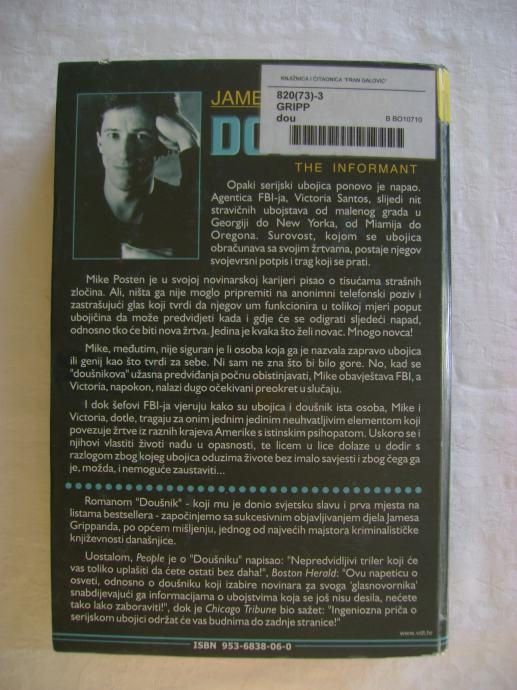 KNJIŽNICA I ČITAONICA "FRAN GALOVIĆ"
820(73)-3
GRIPP
dou
B BO10710
JAME
DO
THE INFORMANT
Opaki serijski ubojica ponovo je napao.
Agentica FBI-ja, Victoria Santos, slijedi nit
stravičnih ubojstava od malenog grada u
Georgiji do New Yorka, od Miamija do
Oregona. Surovost, kojom se ubojica
obračunava sa svojim žrtvama, postaje njegov
svojevrsni potpis i trag koji se prati.
Mike Posten je u svojoj novinarskoj karijeri pisao o tisućama strašnih
zločina. Ali, ništa ga nije moglo pripremiti na anonimni telefonski poziv i
zastrašujući glas koji tvrdi da njegov um funkcionira u tolikoj mjeri poput
ubojičina da može predvidjeti kada i gdje će se odigrati sljedeći napad,
odnosno tko će biti nova žrtva. Jedina je kvaka što želi novac. Mnogo novca!
Mike, međutim, nije siguran je li osoba koja ga je nazvala zapravo ubojica
ili genij kao što tvrdi za sebe. Ni sam ne zna što bi bilo gore. No, kad se
"doušnikova" užasna predviđanja počnu obistinjavati, Mike obavještava FBI, a
Victoria, napokon, nalazi dugo očekivani preokret u slučaju.
I dok šefovi FBI-ja vjeruju kako su ubojica i doušnik ista osoba, Mike i
Victoria, dotle, tragaju za onim jednim jedinim neuhvatljivim elementom koji
povezuje žrtve iz raznih krajeva Amerike s istinskim psihopatom. Uskoro se i
njihovi vlastiti životi nađu u opasnosti, te licem u lice dolaze u dodir s
razlogom zbog kojeg ubojica oduzima živote bez imalo savjesti i zbog čega ga
je, možda, i nemoguće zaustaviti...
Romanom "Doušnik" - koji mu je donio svjetsku slavu i prva mjesta na
listama bestsellera - započinjemo sa sukcesivnim objavljivanjem djela Jamesa
Grippanda, po općem mišljenju, jednog od najvećih majstora kriminalističke
književnosti današnjice.
Uostalom, People je o "Doušniku" napisao: "Nepredvidljivi triler koji će
vas toliko uplašiti da ćete ostati bez daha!", Boston Herald: "Ovu napeticu o
osveti, odnosno o doušniku koji izabire novinara za svoga 'glasnovornika'
snabdijevajući ga informacijama o ubojstvima koja se još nisu desila, nećete
tako lako zaboraviti!", dok je Chicago Tribune bio sažet: "Ingeniozna priča o
serijskom ubojici održat će vas budnima do zadnje stranice!"
www.vdt.hr
ISBN 953-6838-06-0